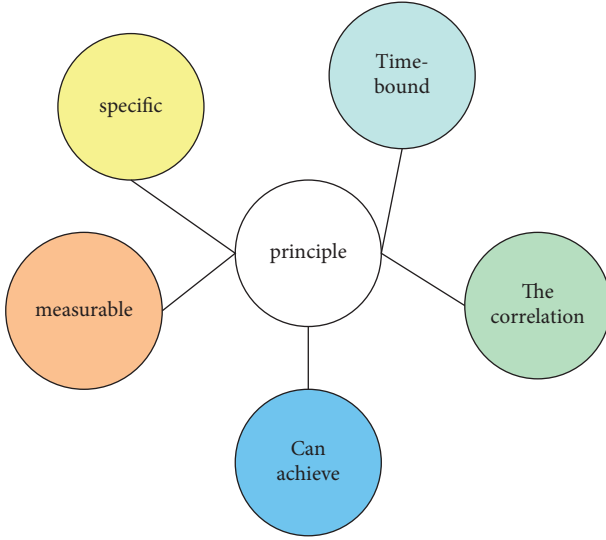 Time-
bound
specific
principle
measurable
The
correlation
Can
achieve